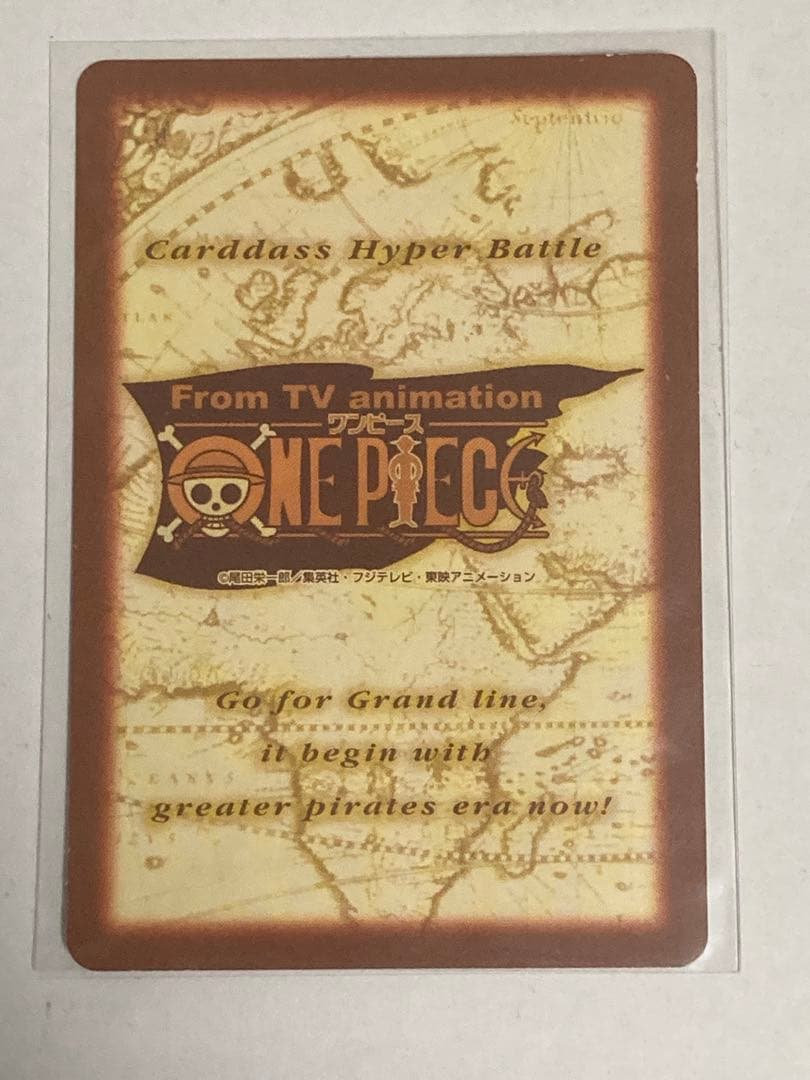 Septentrio
Carddass Hyper Battle
From TV animation
ワンピース
ONE PIECE
©尾田栄一郎／集英社・フジテレビ・東映アニメーション
Go for Grand line,
it begin with
greater pirates era now!